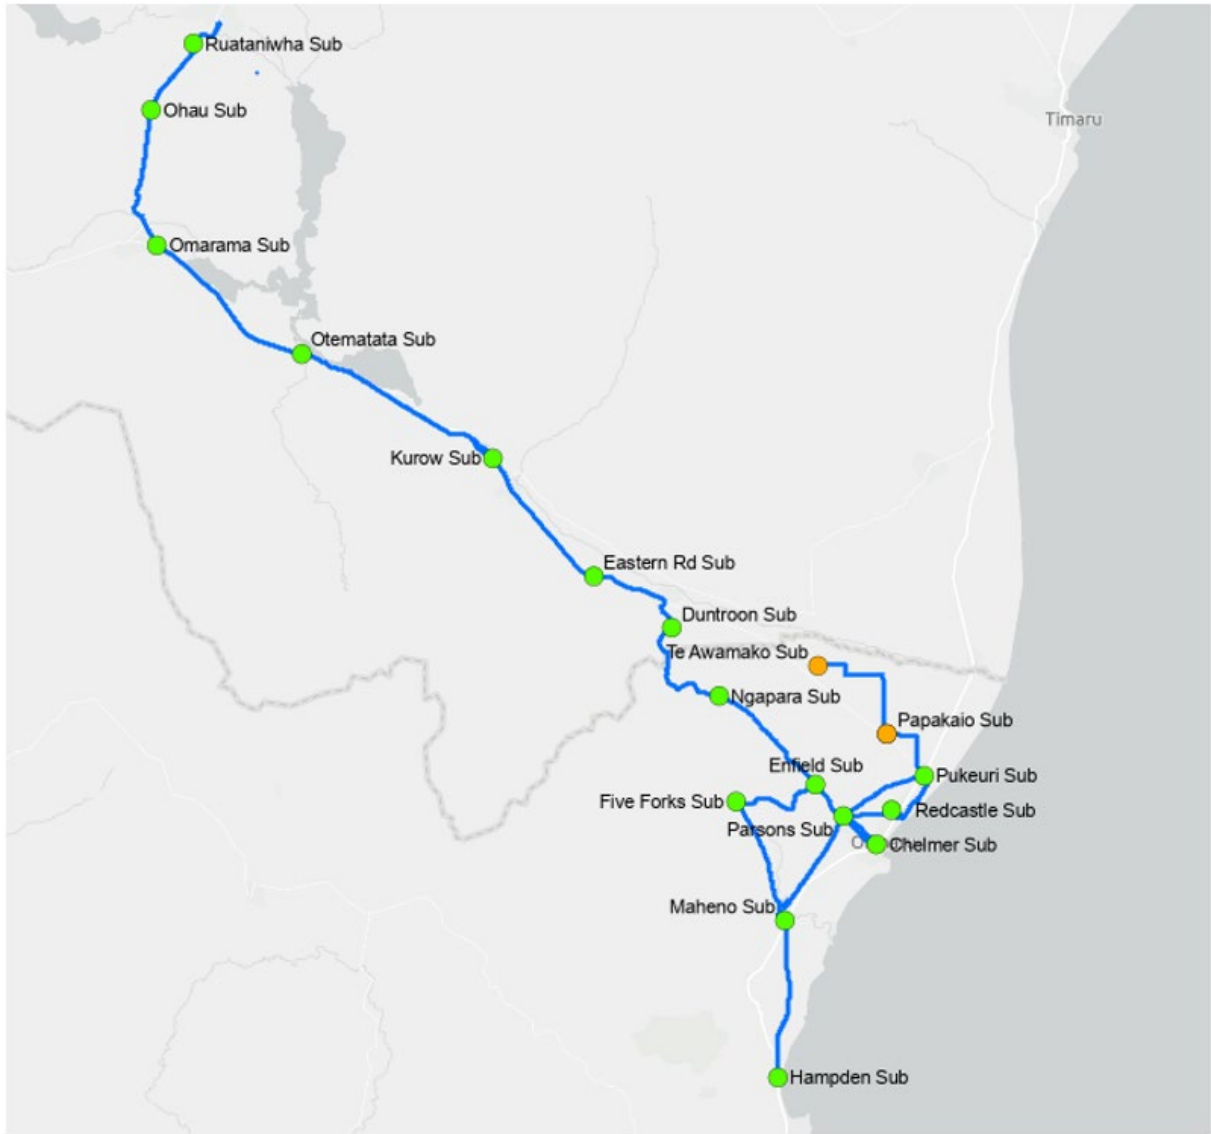 Ruataniwha Sub
Ohau Sub
Timaru
Omarama Sub
Otematata Sub
Kurow Sub
Eastern Rd Sub
Duntroon Sub
Te Awamako Sub
Ngapara Sub
Papakaio Sub
Enfield Sub
Pukeuri Sub
Five Forks Sub
Redcastle Sub
Parsons Sub
Chelmer Sub
Maheno Sub
Hampden Sub